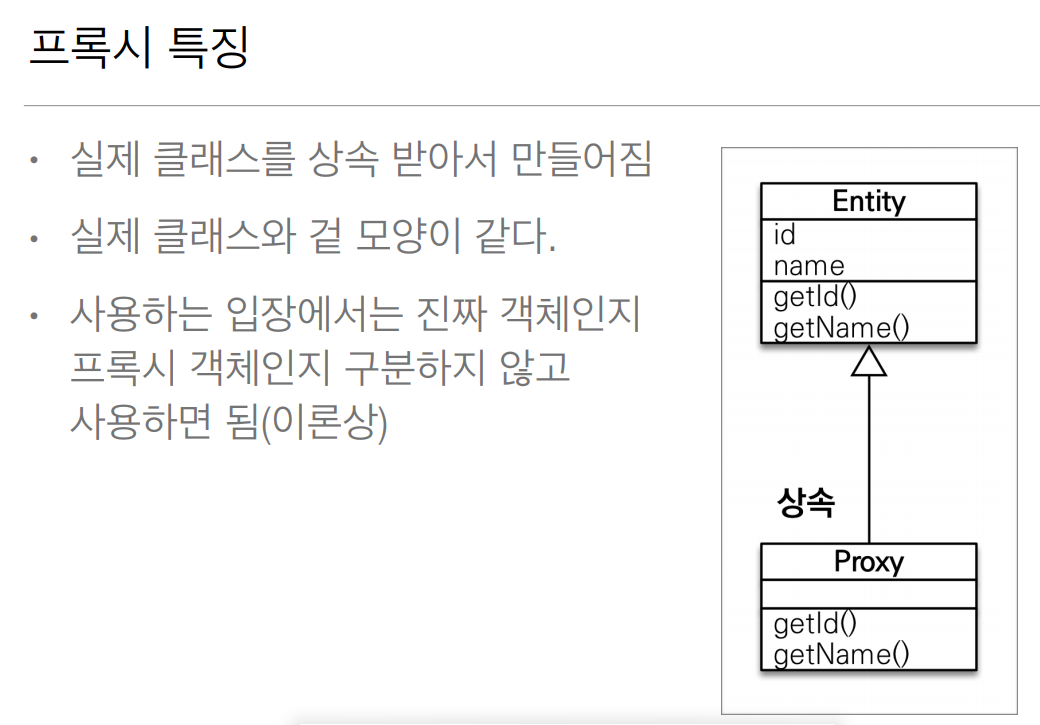 프록시 특징
• 실제 클래스를 상속 받아서 만들어짐
• 실제 클래스와 겉 모양이 같다.
• 사용하는 입장에서는 진짜 객체인지
프록시 객체인지 구분하지 않고
사용하면 됨(이론상)
Entity
id
name
getId()
getName()
상속
Proxy
getId()
getName()